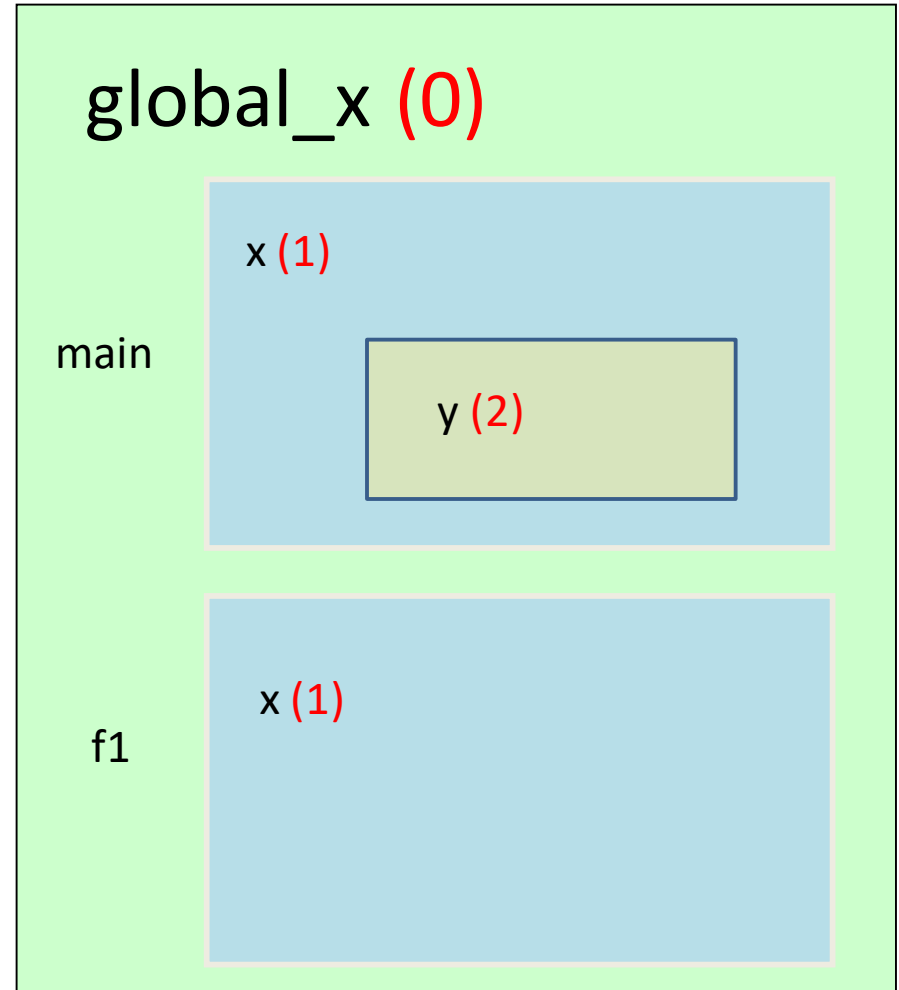 global_x (0)
x (1)
main
y (2)
x (1)
f1